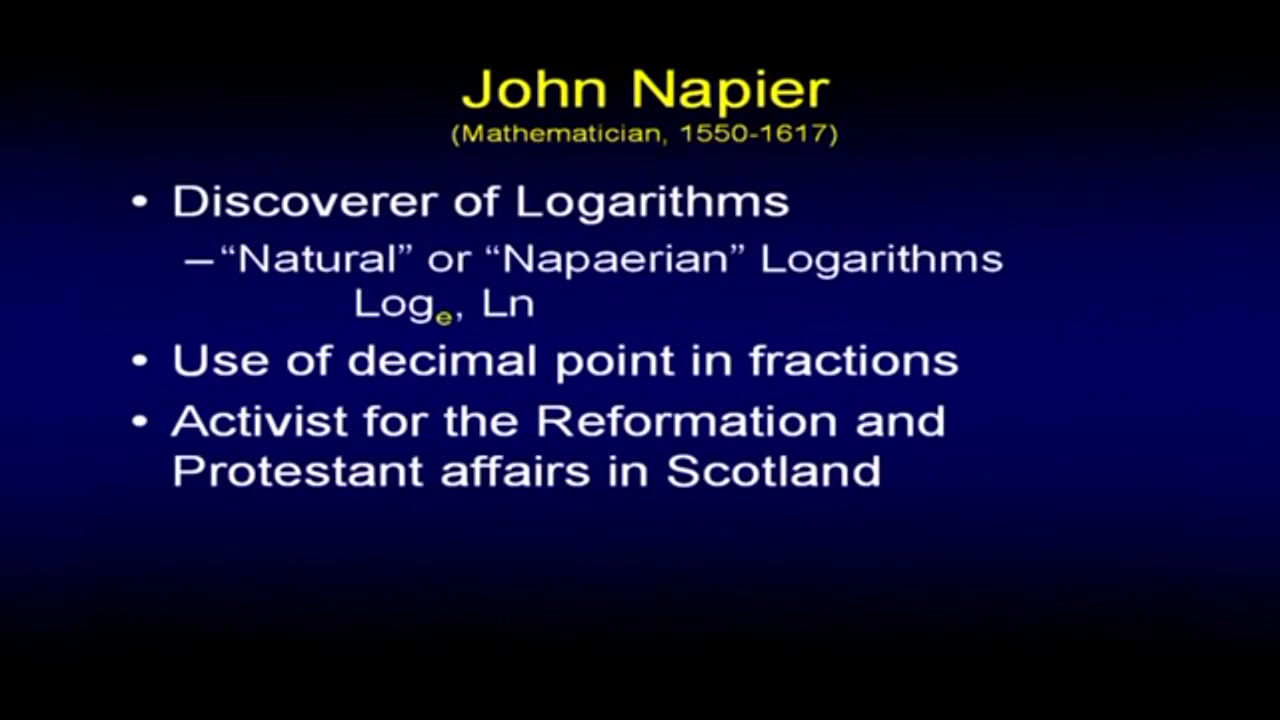 John Napier
(Mathematician, 1550-1617)
• Discoverer of Logarithms
–“Natural” or “Napaerian” Logarithms
Logₑ, Ln
• Use of decimal point in fractions
• Activist for the Reformation and
Protestant affairs in Scotland